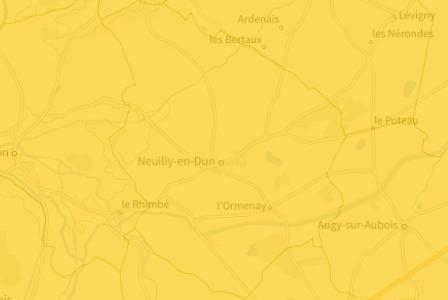 Ardenais
Lévigny
les Bertaux
les Nérondes
le Poteau
Neuilly-en-Dun
le Rhimbé
l'Ormenay
Augy-sur-Aubois